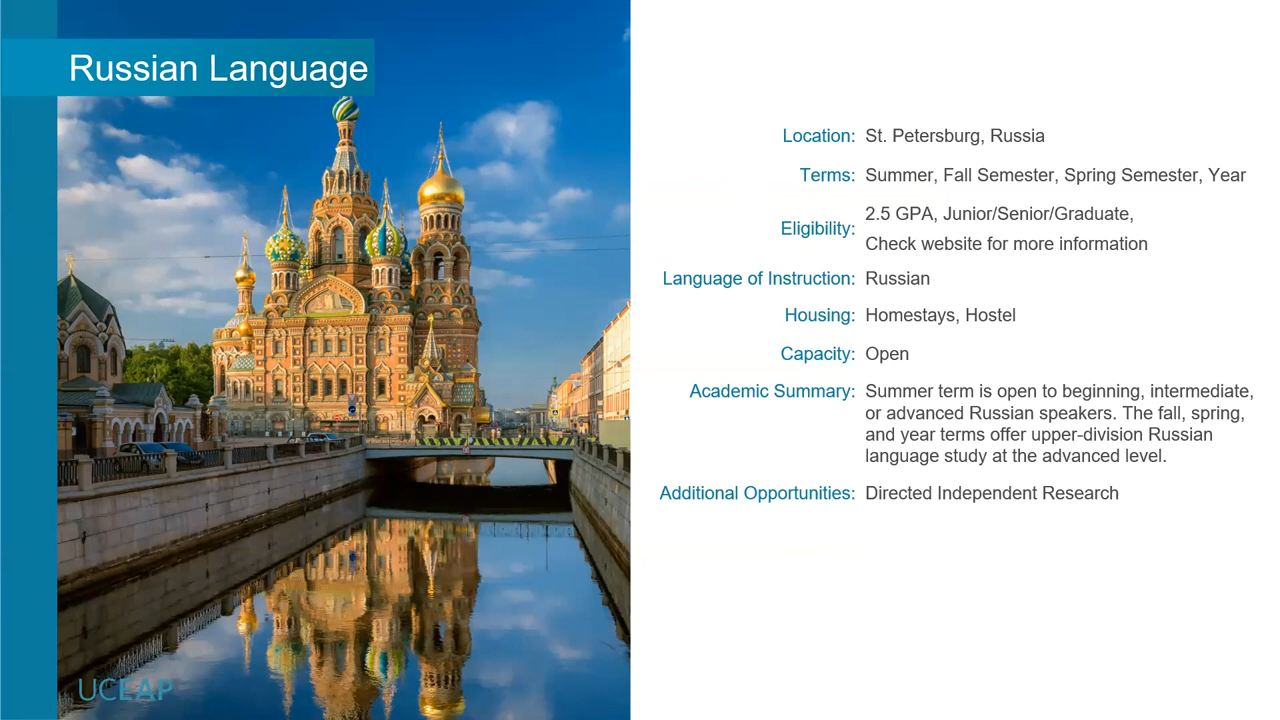 Russian Language
Location: St. Petersburg, Russia
Terms: Summer, Fall Semester, Spring Semester, Year
Eligibility: 2.5 GPA, Junior/Senior/Graduate,
Check website for more information
Language of Instruction: Russian
Housing: Homestays, Hostel
Capacity: Open
Academic Summary: Summer term is open to beginning, intermediate,
or advanced Russian speakers. The fall, spring,
and year terms offer upper-division Russian
language study at the advanced level.
Additional Opportunities: Directed Independent Research
UCEAP